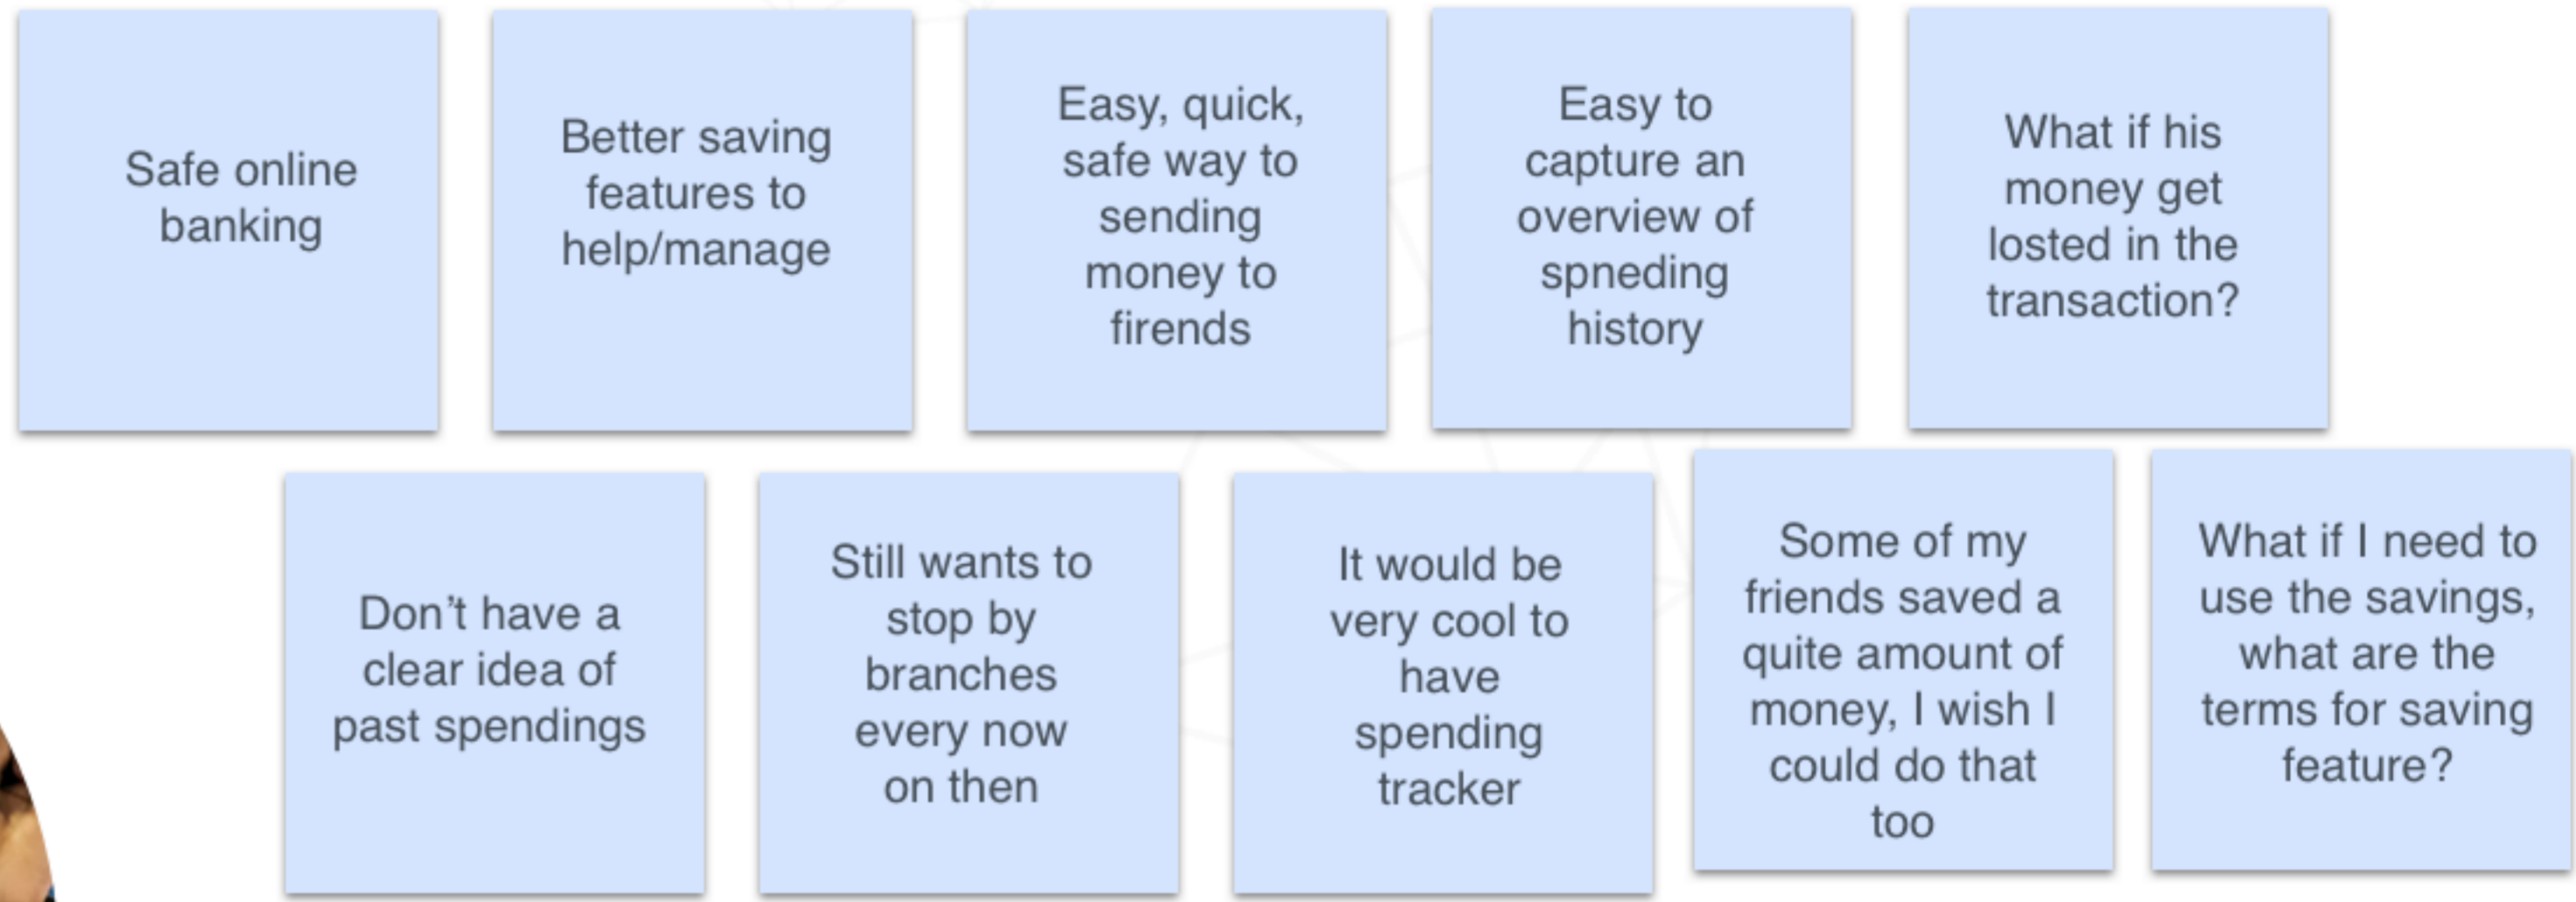 Safe online
banking
Better saving
features to
help/manage
Easy, quick,
safe way to
sending
money to
firends
Easy to
capture an
overview of
spneding
history
What if his
money get
losted in the
transaction?
Don't have a
clear idea of
past spendings
Still wants to
stop by
branches
every now
on then
It would be
very cool to
have
spending
tracker
Some of my
friends saved a
quite amount of
money, I wish I
could do that
too
What if I need to
use the savings,
what are the
terms for saving
feature?